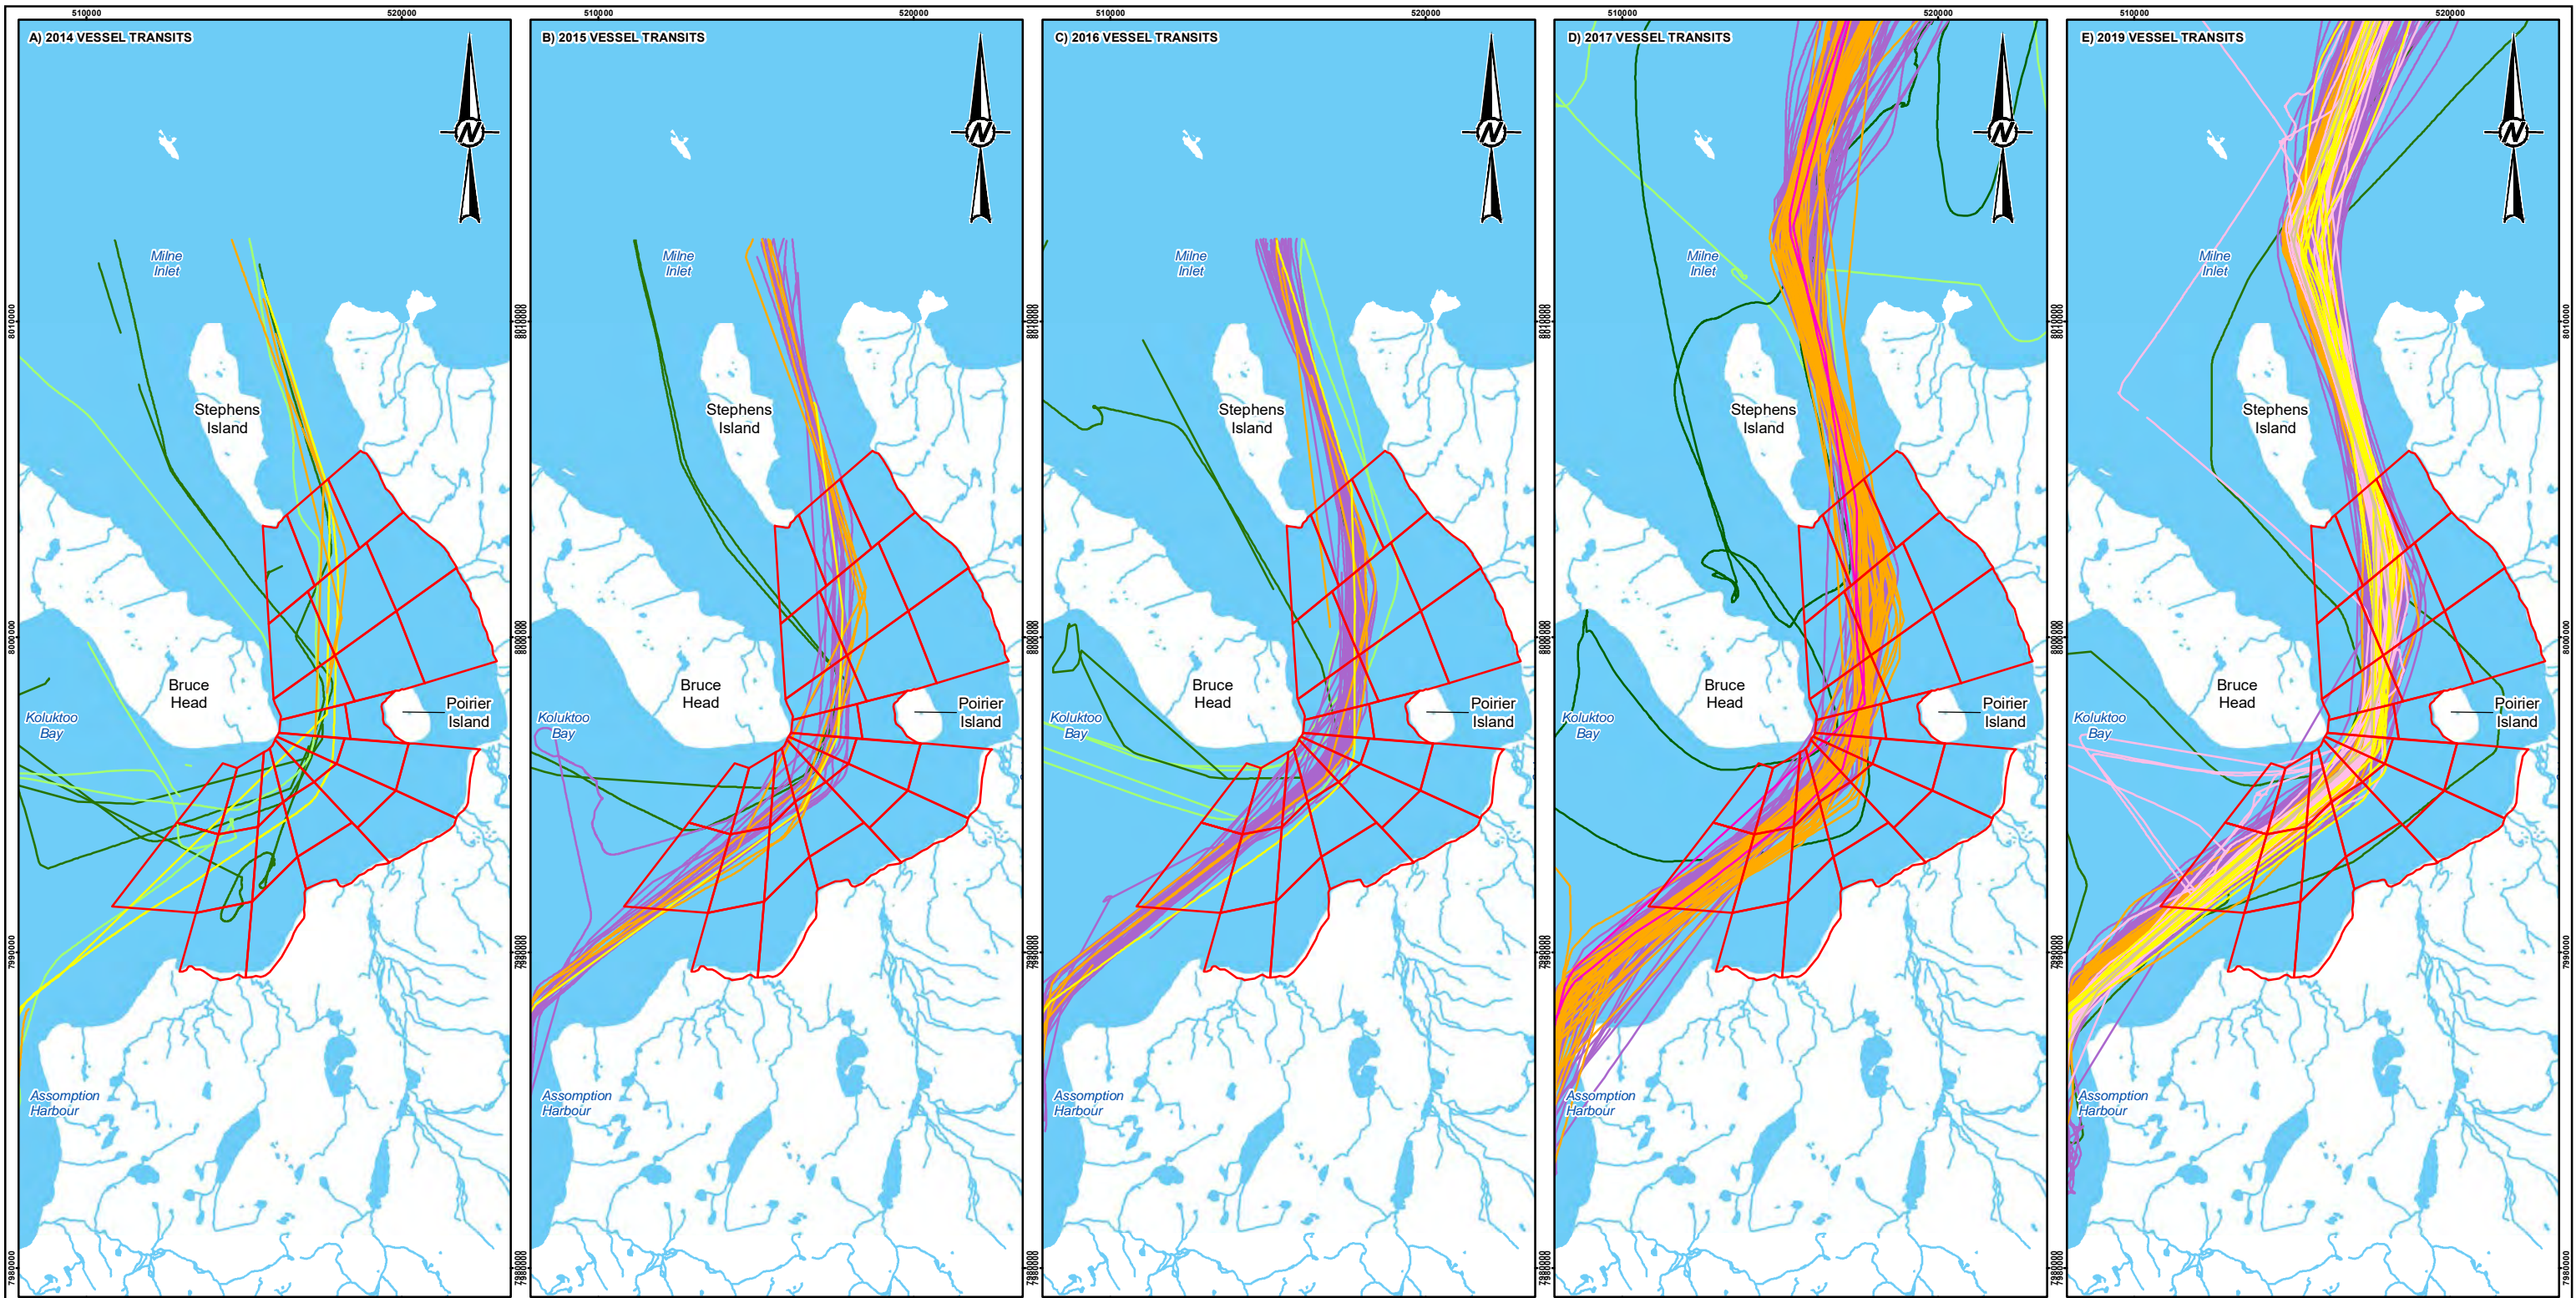 510000
520000
510000
520000
510000
520000
510000
520000
510000
520000
A) 2014 VESSEL TRANSITS
N
Milne
Inlet
8010000
Stephens
Island
8000000
Bruce
Head
Poirier
Island
Koluktoo
Bay
7990000
Assomption
Harbour
7980000
B) 2015 VESSEL TRANSITS
N
Milne
Inlet
Stephens
Island
Bruce
Head
Poirier
Island
Koluktoo
Bay
Assomption
Harbour
C) 2016 VESSEL TRANSITS
N
Milne
Inlet
Stephens
Island
Bruce
Head
Poirier
Island
Koluktoo
Bay
Assomption
Harbour
D) 2017 VESSEL TRANSITS
N
Milne
Inlet
Stephens
Island
Bruce
Head
Poirier
Island
Koluktoo
Bay
Assomption
Harbour
E) 2019 VESSEL TRANSITS
N
Milne
Inlet
Stephens
Island
Bruce
Head
Poirier
Island
Koluktoo
Bay
Assomption
Harbour
8010000
8000000
7990000
7980000